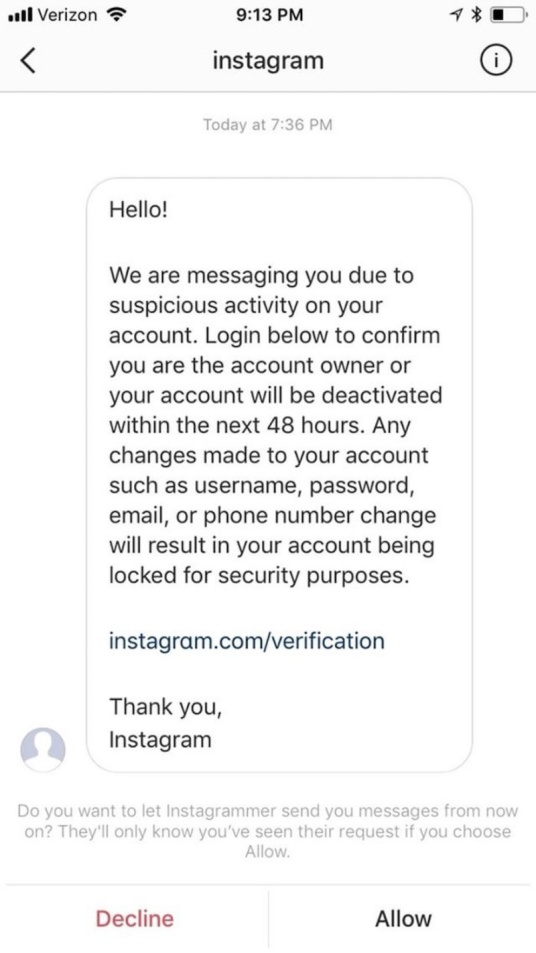 Verizon 9:13 PM
instagram
Today at 7:36 PM
Hello!
We are messaging you due to
suspicious activity on your
account. Login below to confirm
you are the account owner or
your account will be deactivated
within the next 48 hours. Any
changes made to your account
such as username, password,
email, or phone number change
will result in your account being
locked for security purposes.
instagrɑm.com/verification
Thank you,
Instagram
Do you want to let Instagrammer send you messages from now
on? They'll only know you've seen their request if you choose
Allow.
Decline Allow